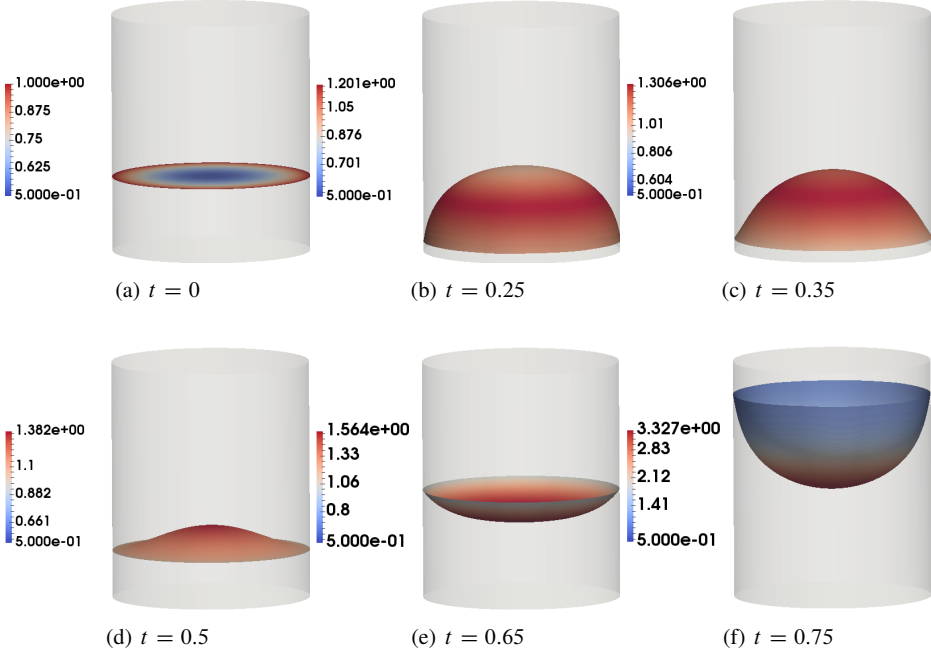 1.000e+00
0.875
0.75
0.625
5.000e-01
(a) t = 0
1.201e+00
1.05
0.876
0.701
5.000e-01
(b) t = 0.25
1.306e+00
1.01
0.806
0.604
5.000e-01
(c) t = 0.35
1.382e+00
1.1
0.882
0.661
5.000e-01
(d) t = 0.5
1.564e+00
1.33
1.06
0.8
5.000e-01
(e) t = 0.65
3.327e+00
2.83
2.12
1.41
5.000e-01
(f) t = 0.75